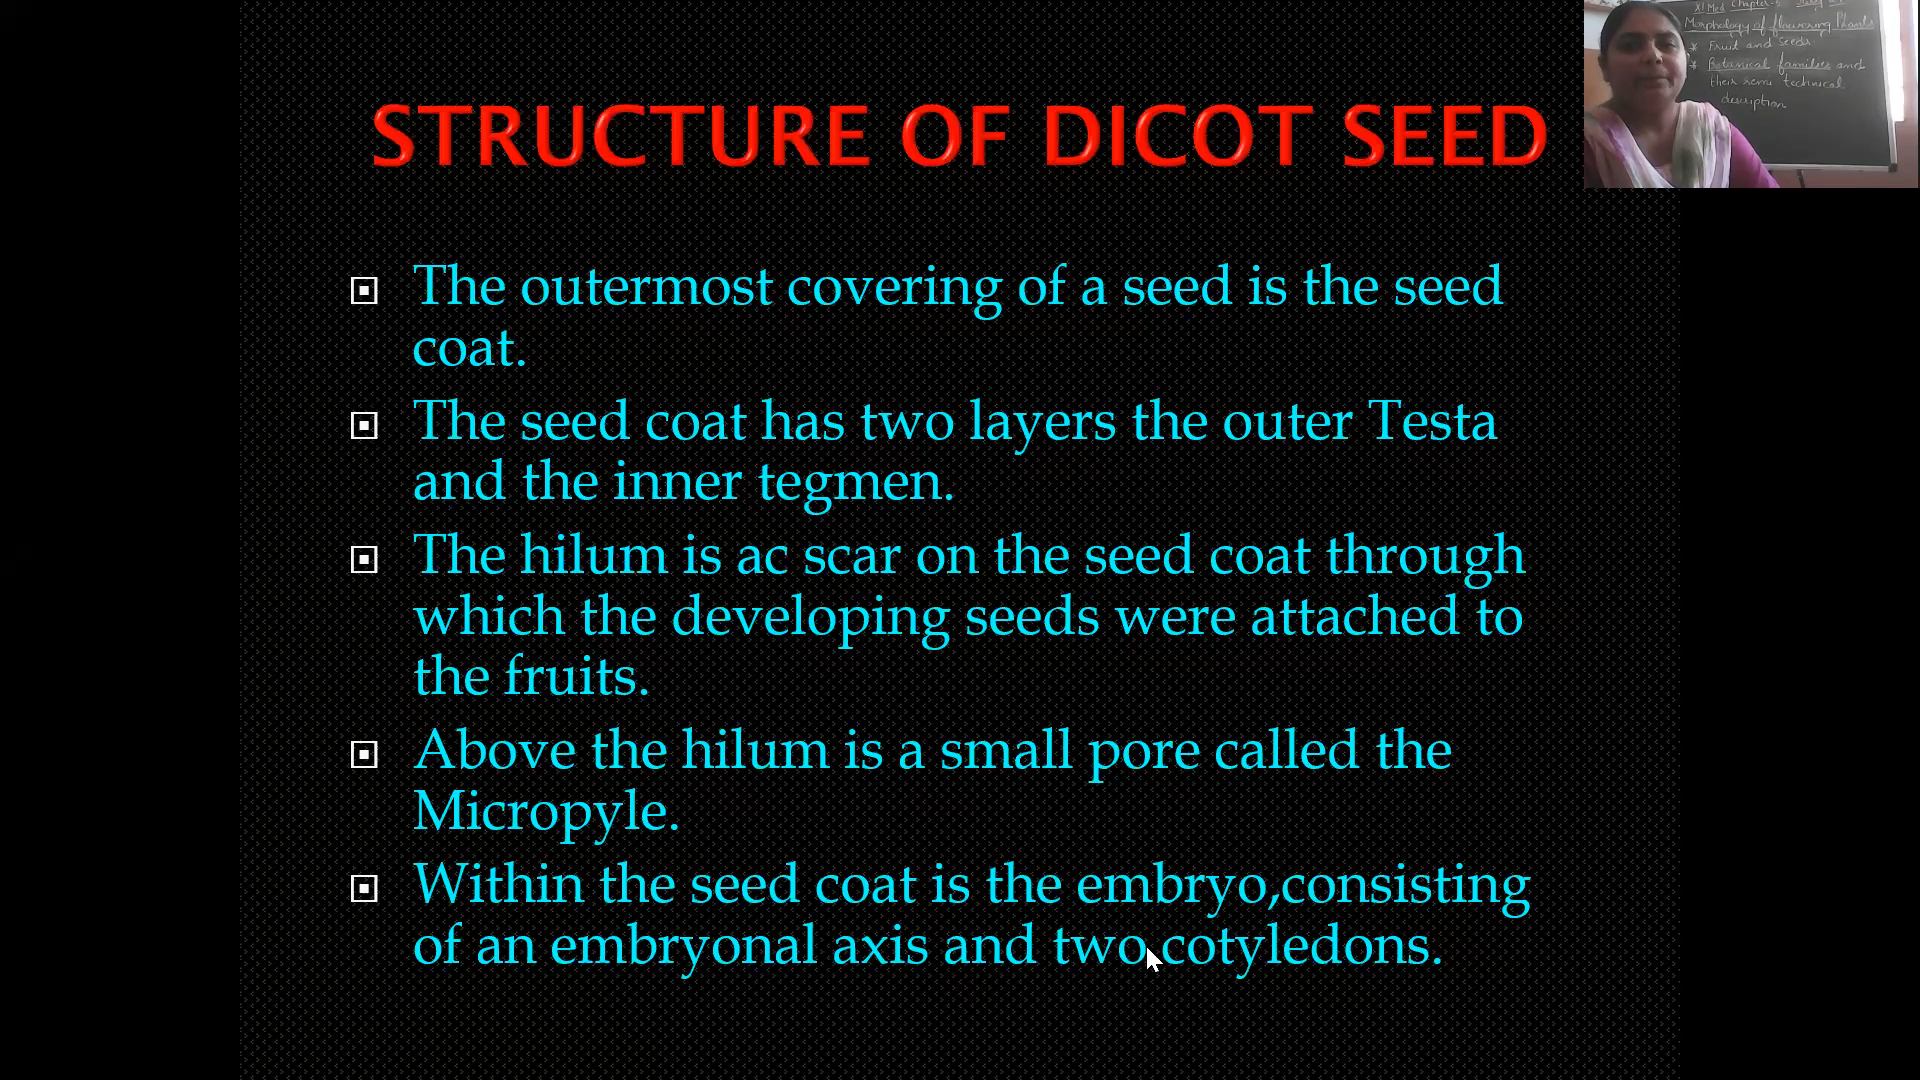 STRUCTURE OF DICOT SEED
The outermost covering of a seed is the seed
coat.
The seed coat has two layers the outer Testa
and the inner tegmen.
The hilum is ac scar on the seed coat through
which the developing seeds were attached to
the fruits.
Above the hilum is a small pore called the
Micropyle.
Within the seed coat is the embryo,consisting
of an embryonal axis and two cotyledons.
XI Med Chapter-5
Morphology of flowering Plants
* Fruit and seeds
* Botanical families and
their semi technical
description